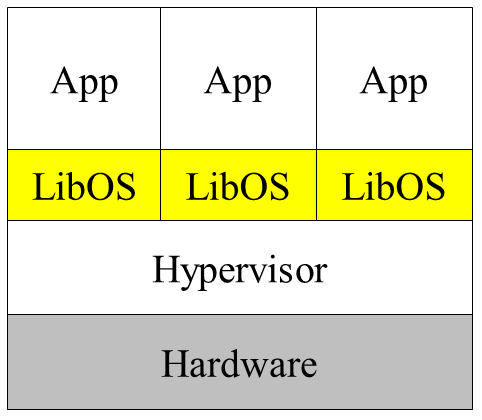 App App App
LibOS LibOS LibOS
Hypervisor
Hardware